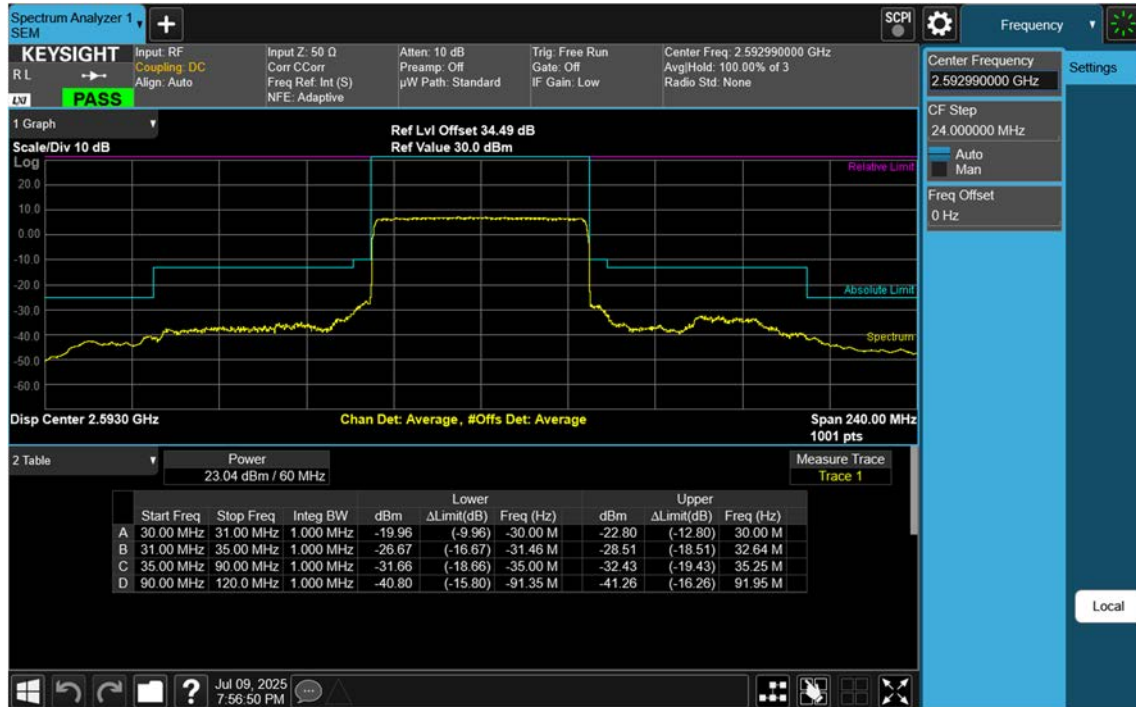 Spectrum Analyzer 1
SEM
SCPI
Frequency
KEYSIGHT
R L
LXI
PASS
Input: RF
Coupling: DC
Align: Auto
Input Z: 50 Ω
Corr CCorr
Freq Ref: Int (S)
NFE: Adaptive
Atten: 10 dB
Preamp: Off
µW Path: Standard
Trig: Free Run
Gate: Off
IF Gain: Low
Center Freq: 2.592990000 GHz
Avg|Hold: 100.00% of 3
Radio Std: None
Center Frequency
2.592990000 GHz
Settings
CF Step
24.000000 MHz
Auto
Man
Freq Offset
0 Hz
1 Graph
Scale/Div 10 dB
Ref Lvl Offset 34.49 dB
Ref Value 30.0 dBm
Log
Relative Limit
20.0
10.0
0.00
-10.0
-20.0
Absolute Limit
-30.0
-40.0
Spectrum
-50.0
-60.0
Disp Center 2.5930 GHz
Chan Det: Average, #Offs Det: Average
Span 240.00 MHz
1001 pts
2 Table
Power
23.04 dBm / 60 MHz
Measure Trace
Trace 1
Lower Upper
Start Freq Stop Freq Integ BW dBm ΔLimit(dB) Freq (Hz) dBm ΔLimit(dB) Freq (Hz)
A 30.00 MHz 31.00 MHz 1.000 MHz -19.96 (-9.96) -30.00 M -22.80 (-12.80) 30.00 M
B 31.00 MHz 35.00 MHz 1.000 MHz -26.67 (-16.67) -31.46 M -28.51 (-18.51) 32.64 M
C 35.00 MHz 90.00 MHz 1.000 MHz -31.66 (-18.66) -35.00 M -32.43 (-19.43) 35.25 M
D 90.00 MHz 120.0 MHz 1.000 MHz -40.80 (-15.80) -91.35 M -41.26 (-16.26) 91.95 M
Local
?
Jul 09, 2025
7:56:50 PM